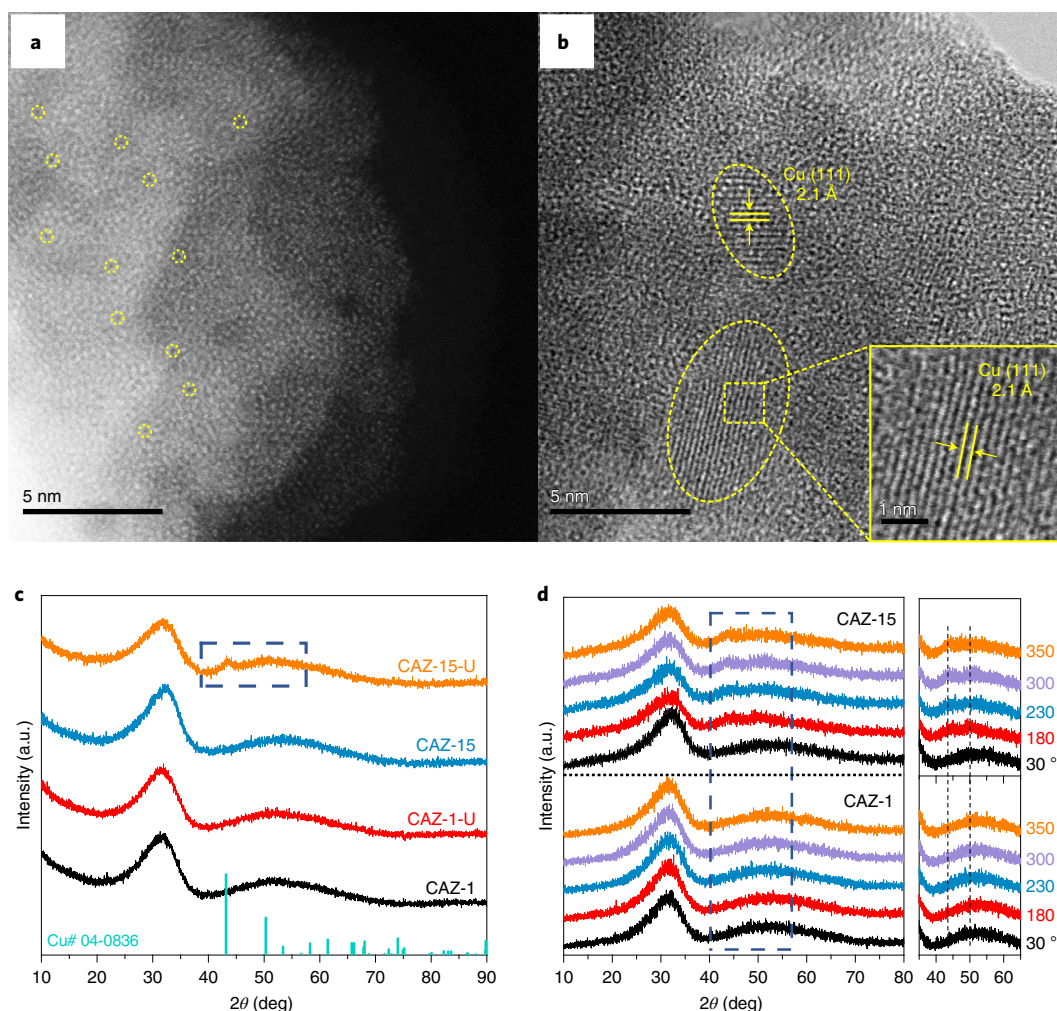 a
5 nm
b
Cu (111)
2.1 Å
5 nm
Cu (111)
2.1 Å
1 nm
c
Intensity (a.u.)
CAZ-15-U
CAZ-15
CAZ-1-U
CAZ-1
Cu# 04-0836
10 20 30 40 50 60 70 80 90
2θ (deg)
d
Intensity (a.u.)
CAZ-15
350
300
230
180
30 °
CAZ-1
350
300
230
180
30 °
10 20 30 40 50 60 70 80
40 50 60
2θ (deg)